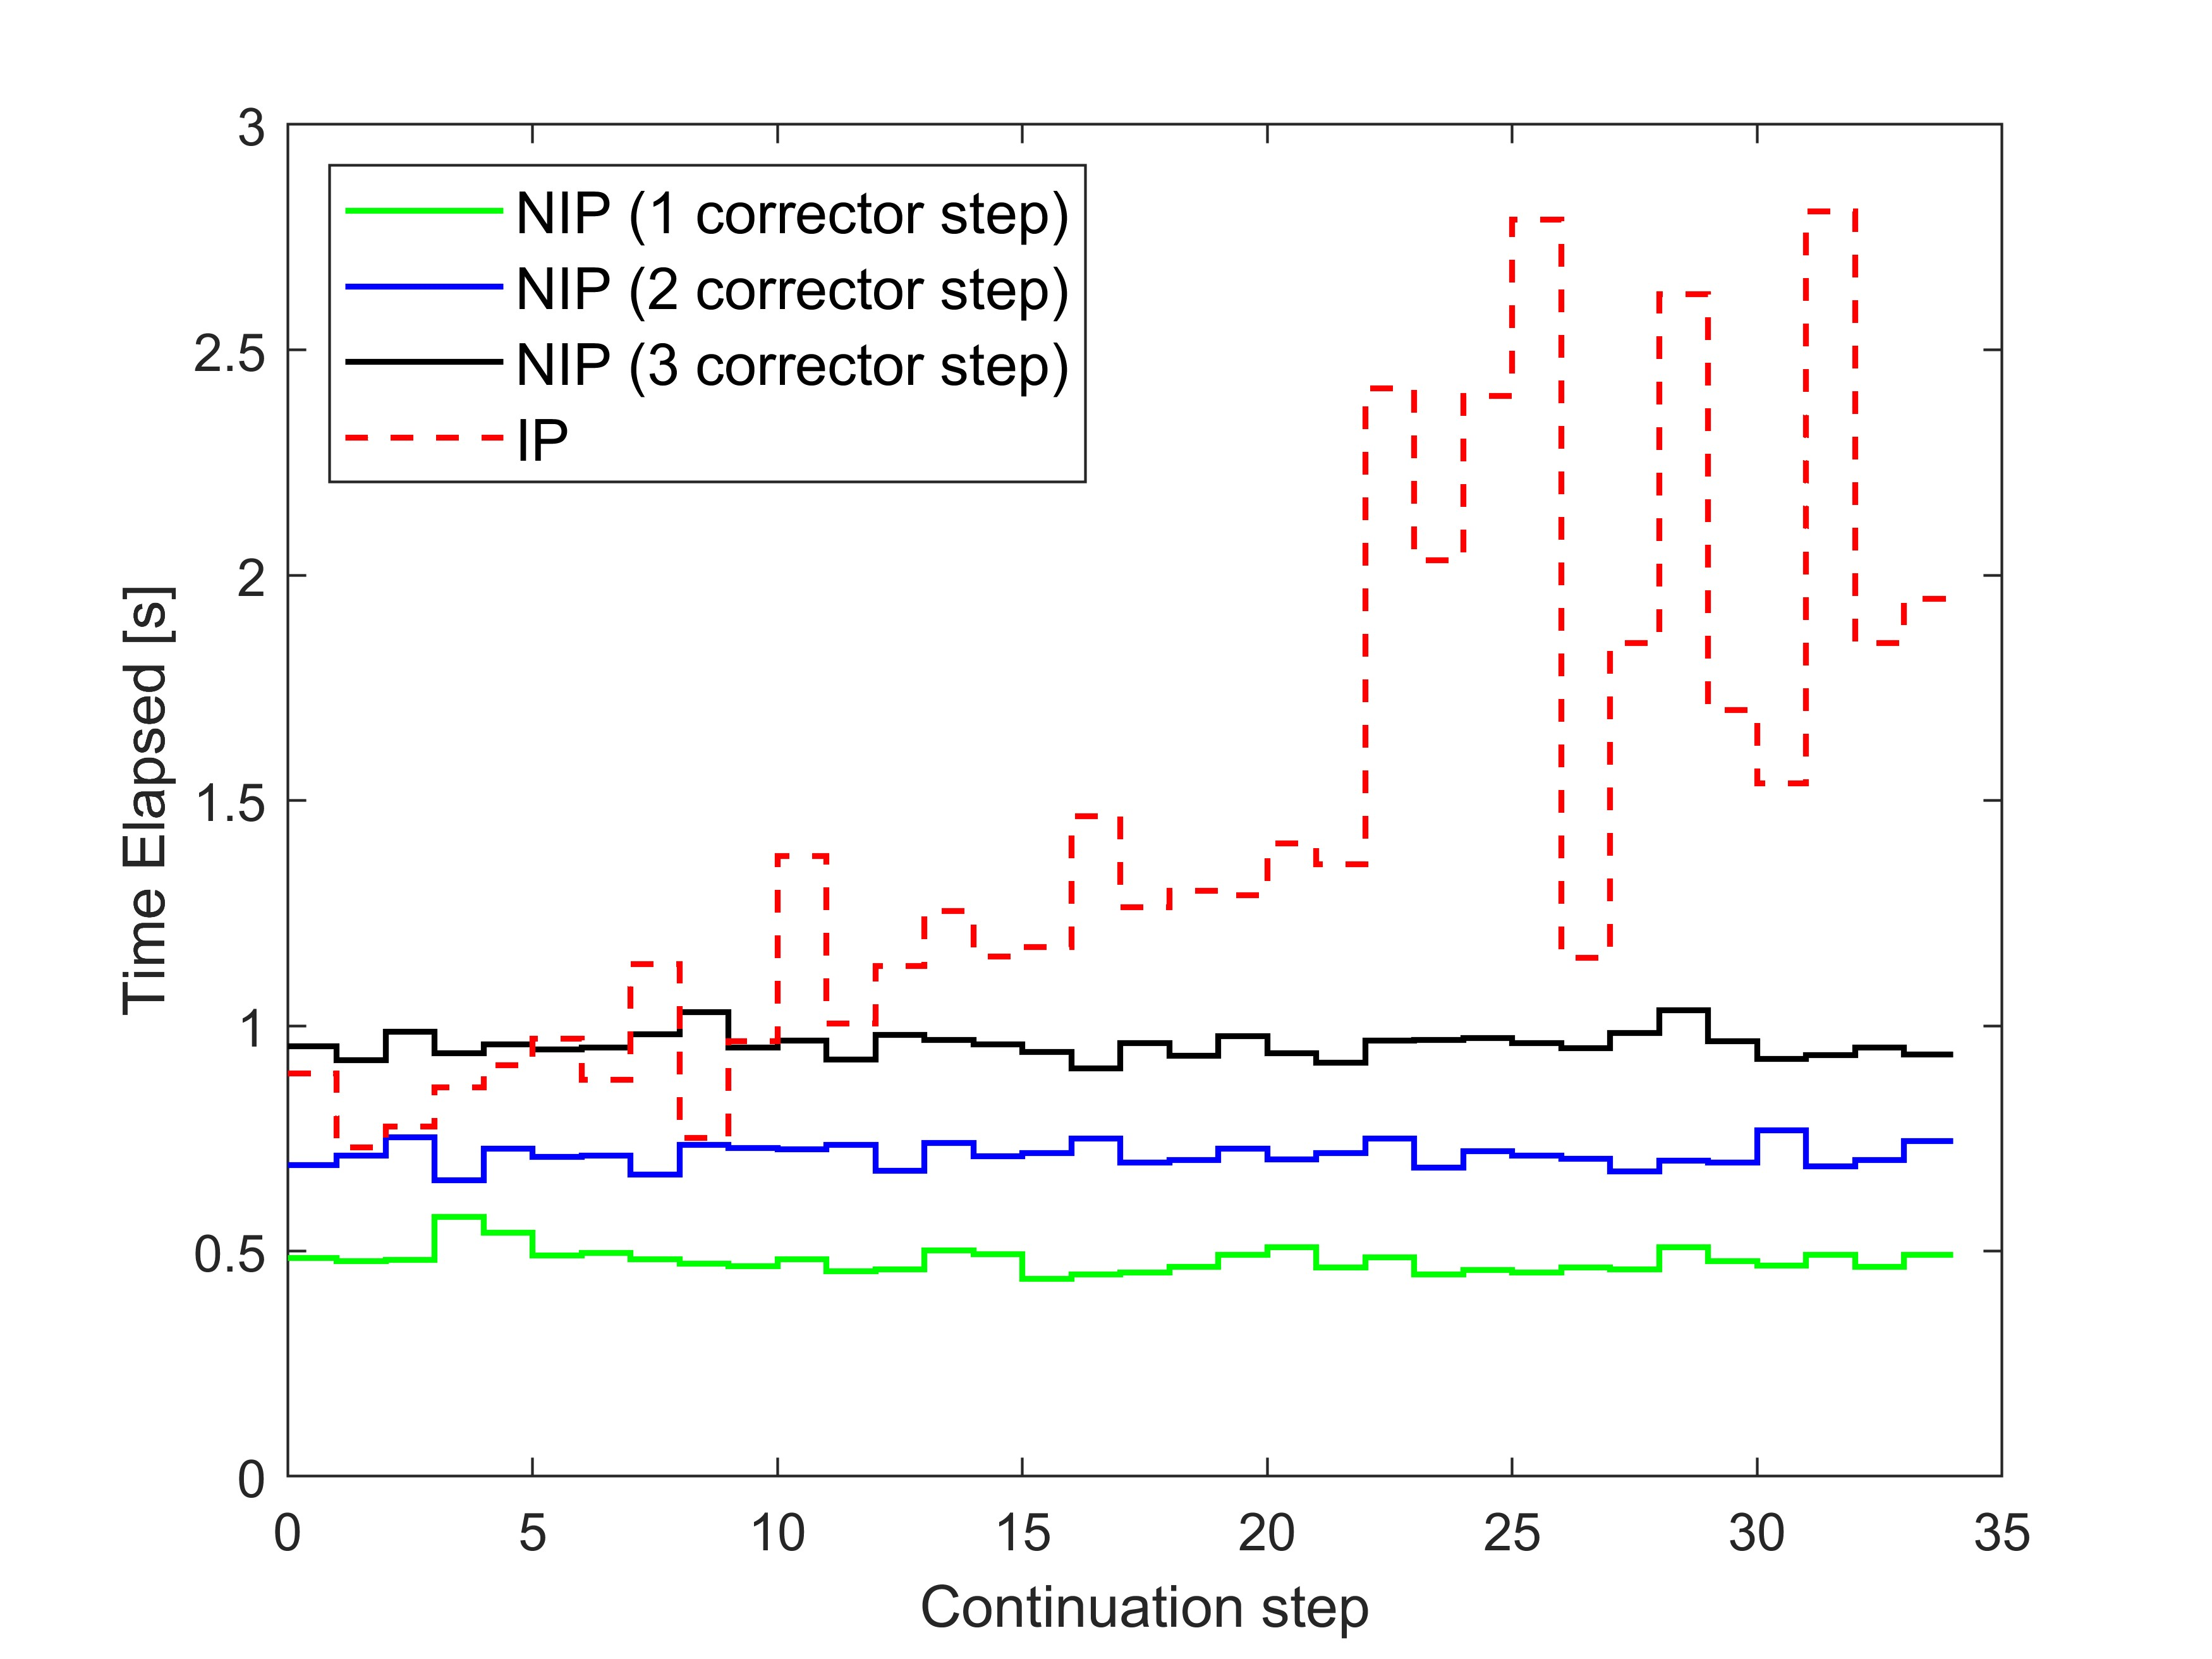 3
2.5
2
1.5
1
0.5
0
Time Elapsed [s]
NIP (1 corrector step)
NIP (2 corrector step)
NIP (3 corrector step)
IP
0 5 10 15 20 25 30 35
Continuation step